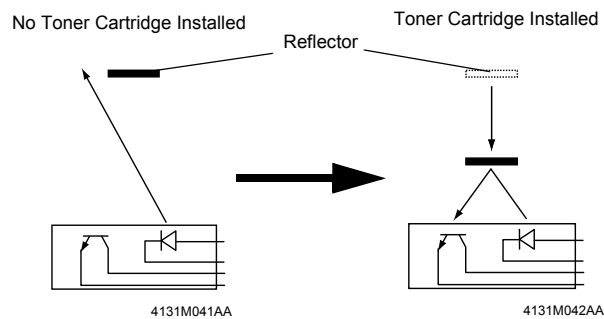 No Toner Cartridge Installed
Toner Cartridge Installed
Reflector
4131M041AA
4131M042AA